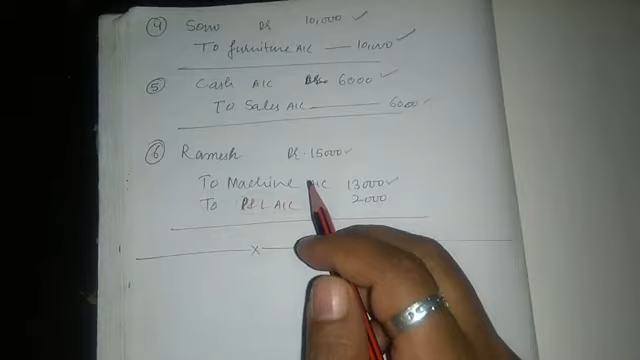 ④ Sonu Dr 10,000 ✓
To furniture A/C — 10,000 ✓
⑤ Cash A/C Dr 6000 ✓
To Sales A/C — 6000 ✓
⑥ Ramesh Dr. 15000 ✓
To Machine A/C 13000 ✓
To P&L A/C 2000
x